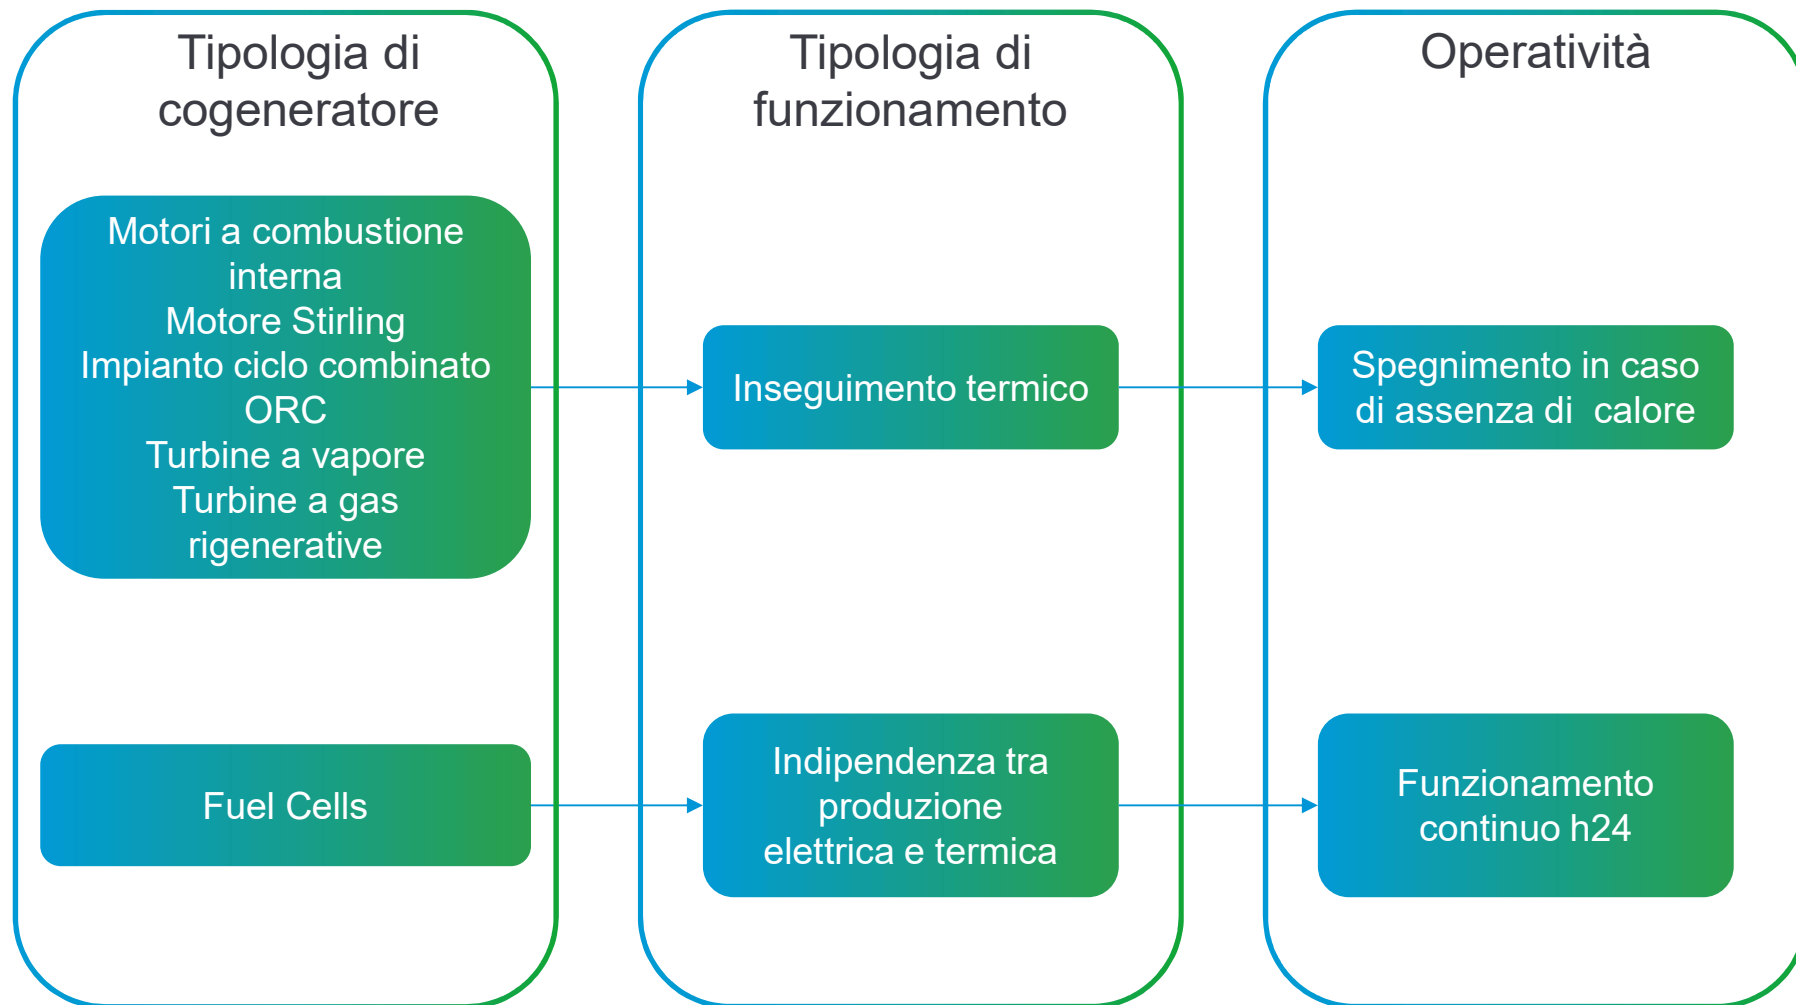 Tipologia di
cogeneratore
Motori a combustione
interna
Motore Stirling
Impianto ciclo combinato
ORC
Turbine a vapore
Turbine a gas
rigenerative
Fuel Cells
Tipologia di
funzionamento
Inseguimento termico
Indipendenza tra
produzione
elettrica e termica
Operatività
Spegnimento in caso
di assenza di  calore
Funzionamento
continuo h24